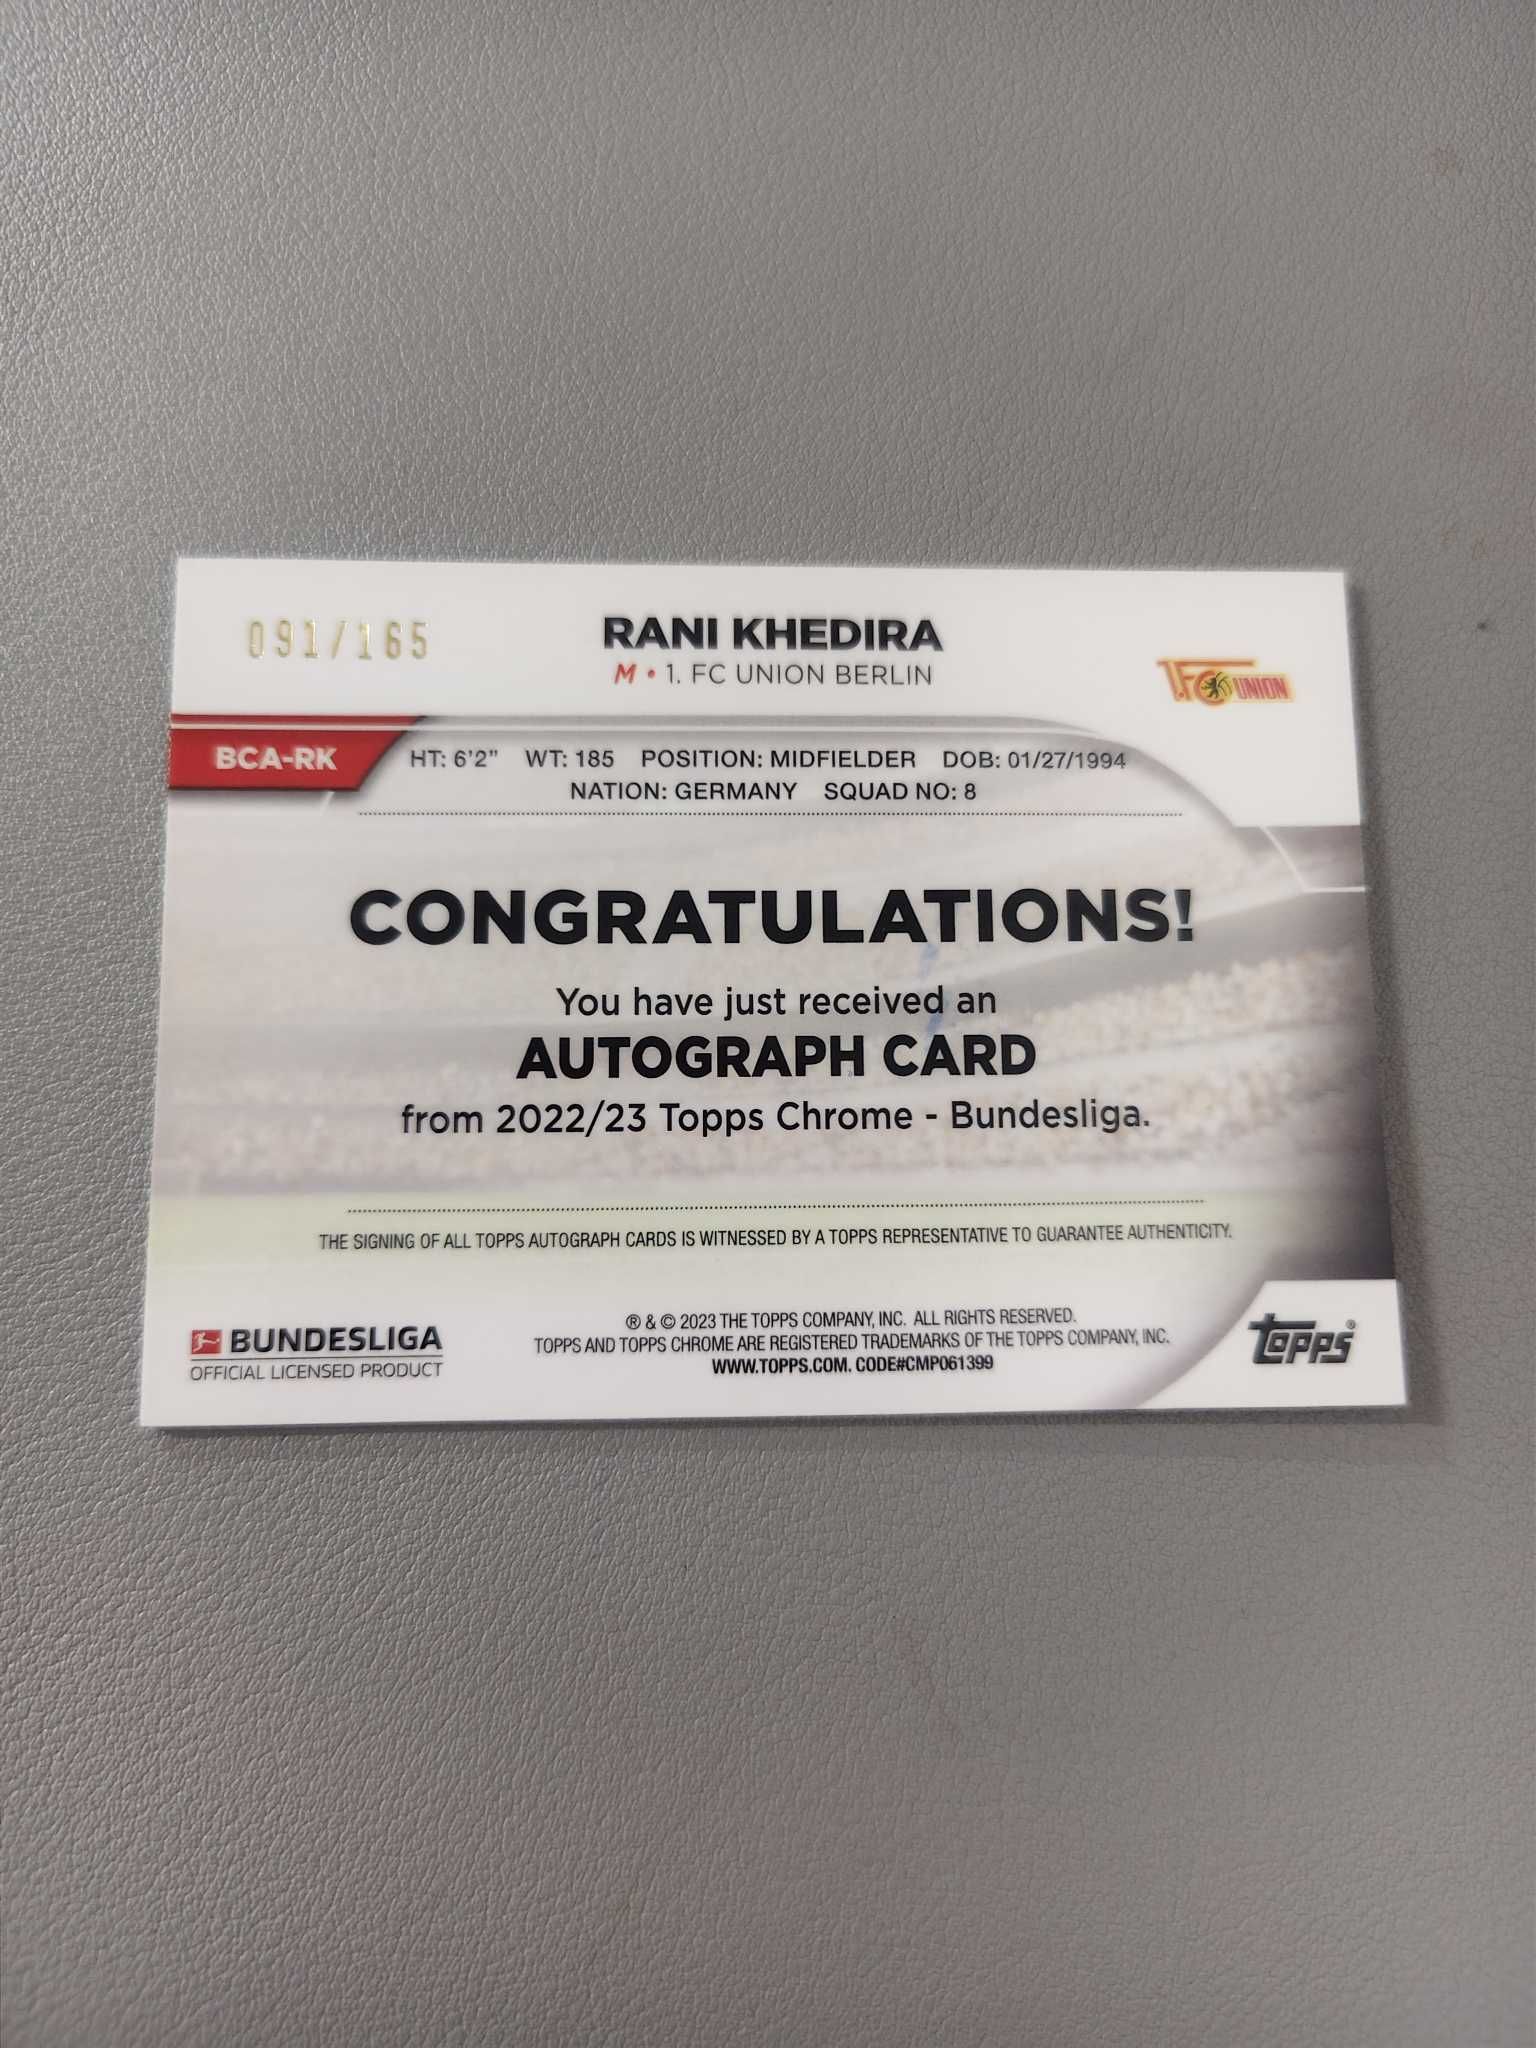 091/165
RANI KHEDIRA
M • 1. FC UNION BERLIN
1.FC UNION
BCA-RK
HT: 6'2" WT: 185 POSITION: MIDFIELDER DOB: 01/27/1994
NATION: GERMANY SQUAD NO: 8
CONGRATULATIONS!
You have just received an
AUTOGRAPH CARD
from 2022/23 Topps Chrome - Bundesliga.
THE SIGNING OF ALL TOPPS AUTOGRAPH CARDS IS WITNESSED BY A TOPPS REPRESENTATIVE TO GUARANTEE AUTHENTICITY.
BUNDESLIGA
OFFICIAL LICENSED PRODUCT
® & © 2023 THE TOPPS COMPANY, INC. ALL RIGHTS RESERVED.
TOPPS AND TOPPS CHROME ARE REGISTERED TRADEMARKS OF THE TOPPS COMPANY, INC.
WWW.TOPPS.COM. CODE#CMP061399
topps®